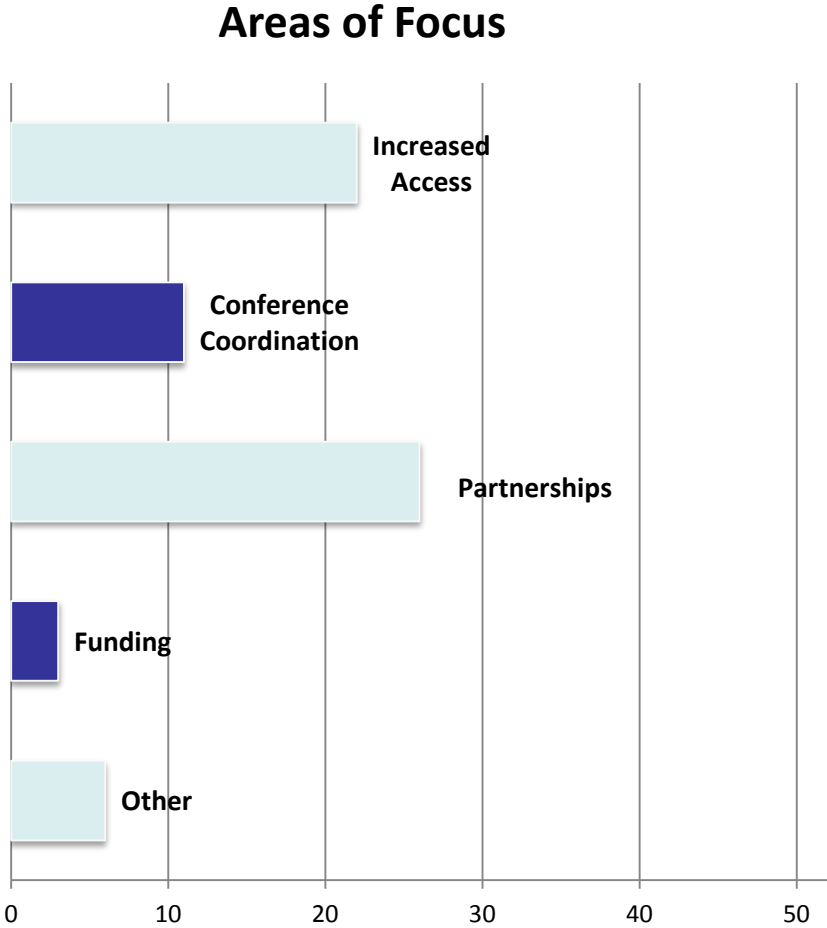 Areas of Focus
Increased
Access
Conference
Coordination
Partnerships
Funding
Other
0 10 20 30 40 50